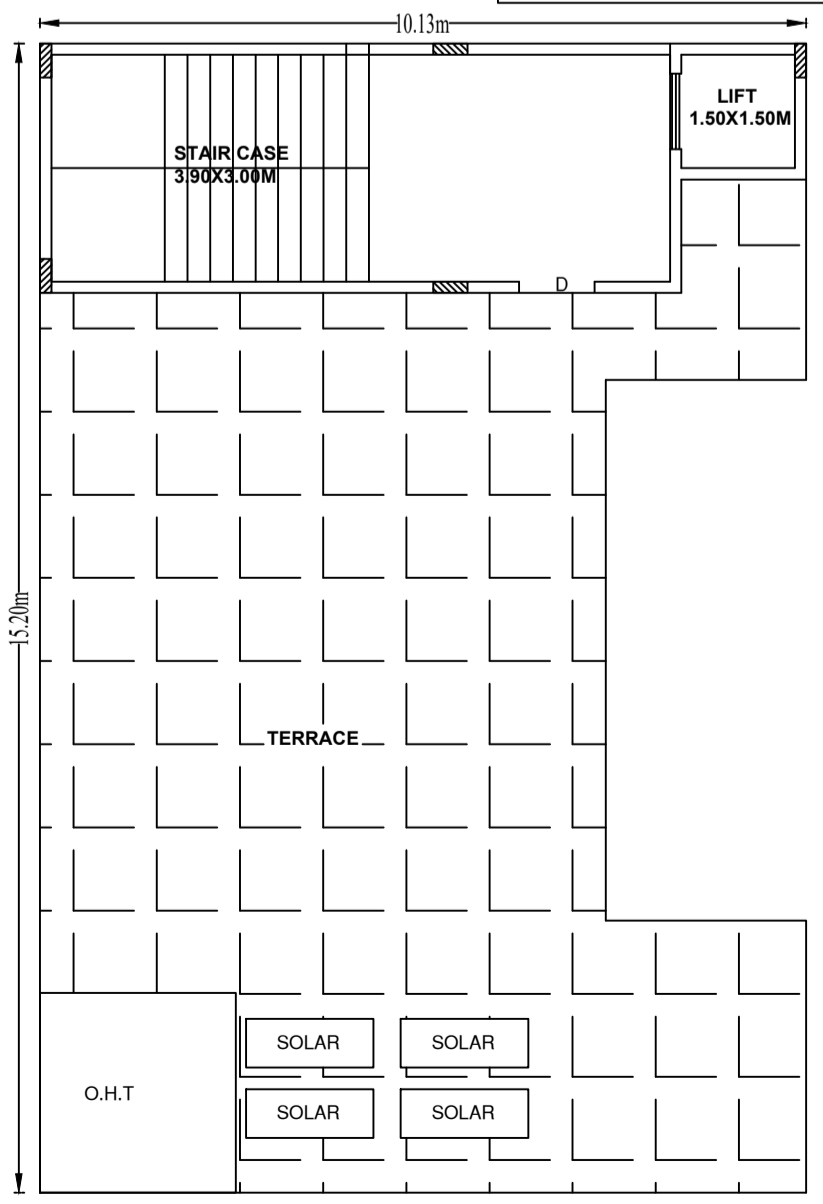 10.13m
LIFT
1.50X1.50M
STAIR CASE
3.90X3.00M
D
15.20m
TERRACE
SOLAR
SOLAR
O.H.T
SOLAR
SOLAR